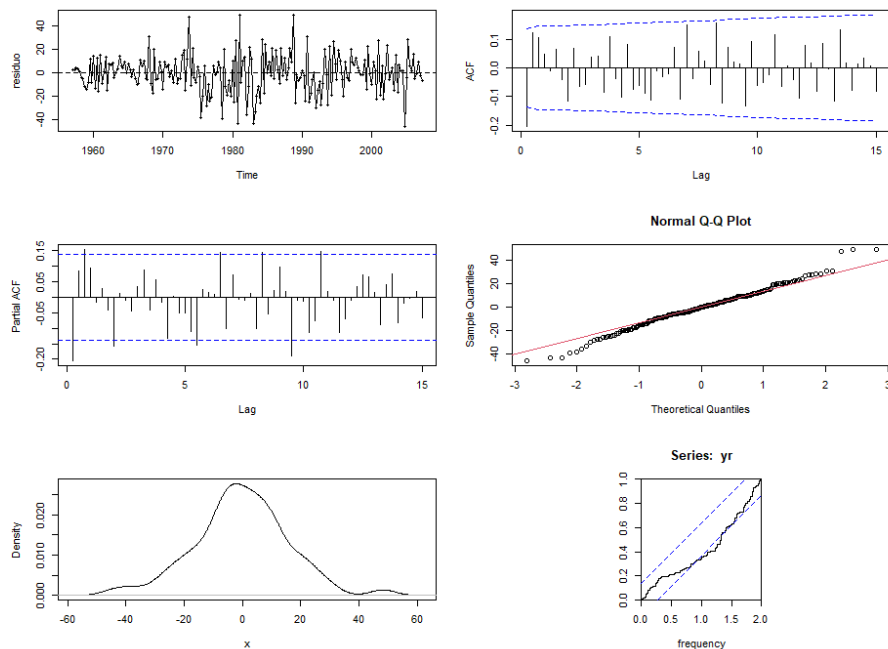 residuo
40
20
0
-20
-40
1960 1970 1980 1990 2000
Time
ACF
0.1
0.0
-0.1
-0.2
0 5 10 15
Lag
Partial ACF
0.15
0.05
-0.05
-0.20
0 5 10 15
Lag
Normal Q-Q Plot
Sample Quantiles
40
20
0
-20
-40
-3 -2 -1 0 1 2 3
Theoretical Quantiles
Density
0.020
0.010
0.000
-60 -40 -20 0 20 40 60
x
Series: yr
1.0
0.8
0.6
0.4
0.2
0.0
0.0 0.5 1.0 1.5 2.0
frequency